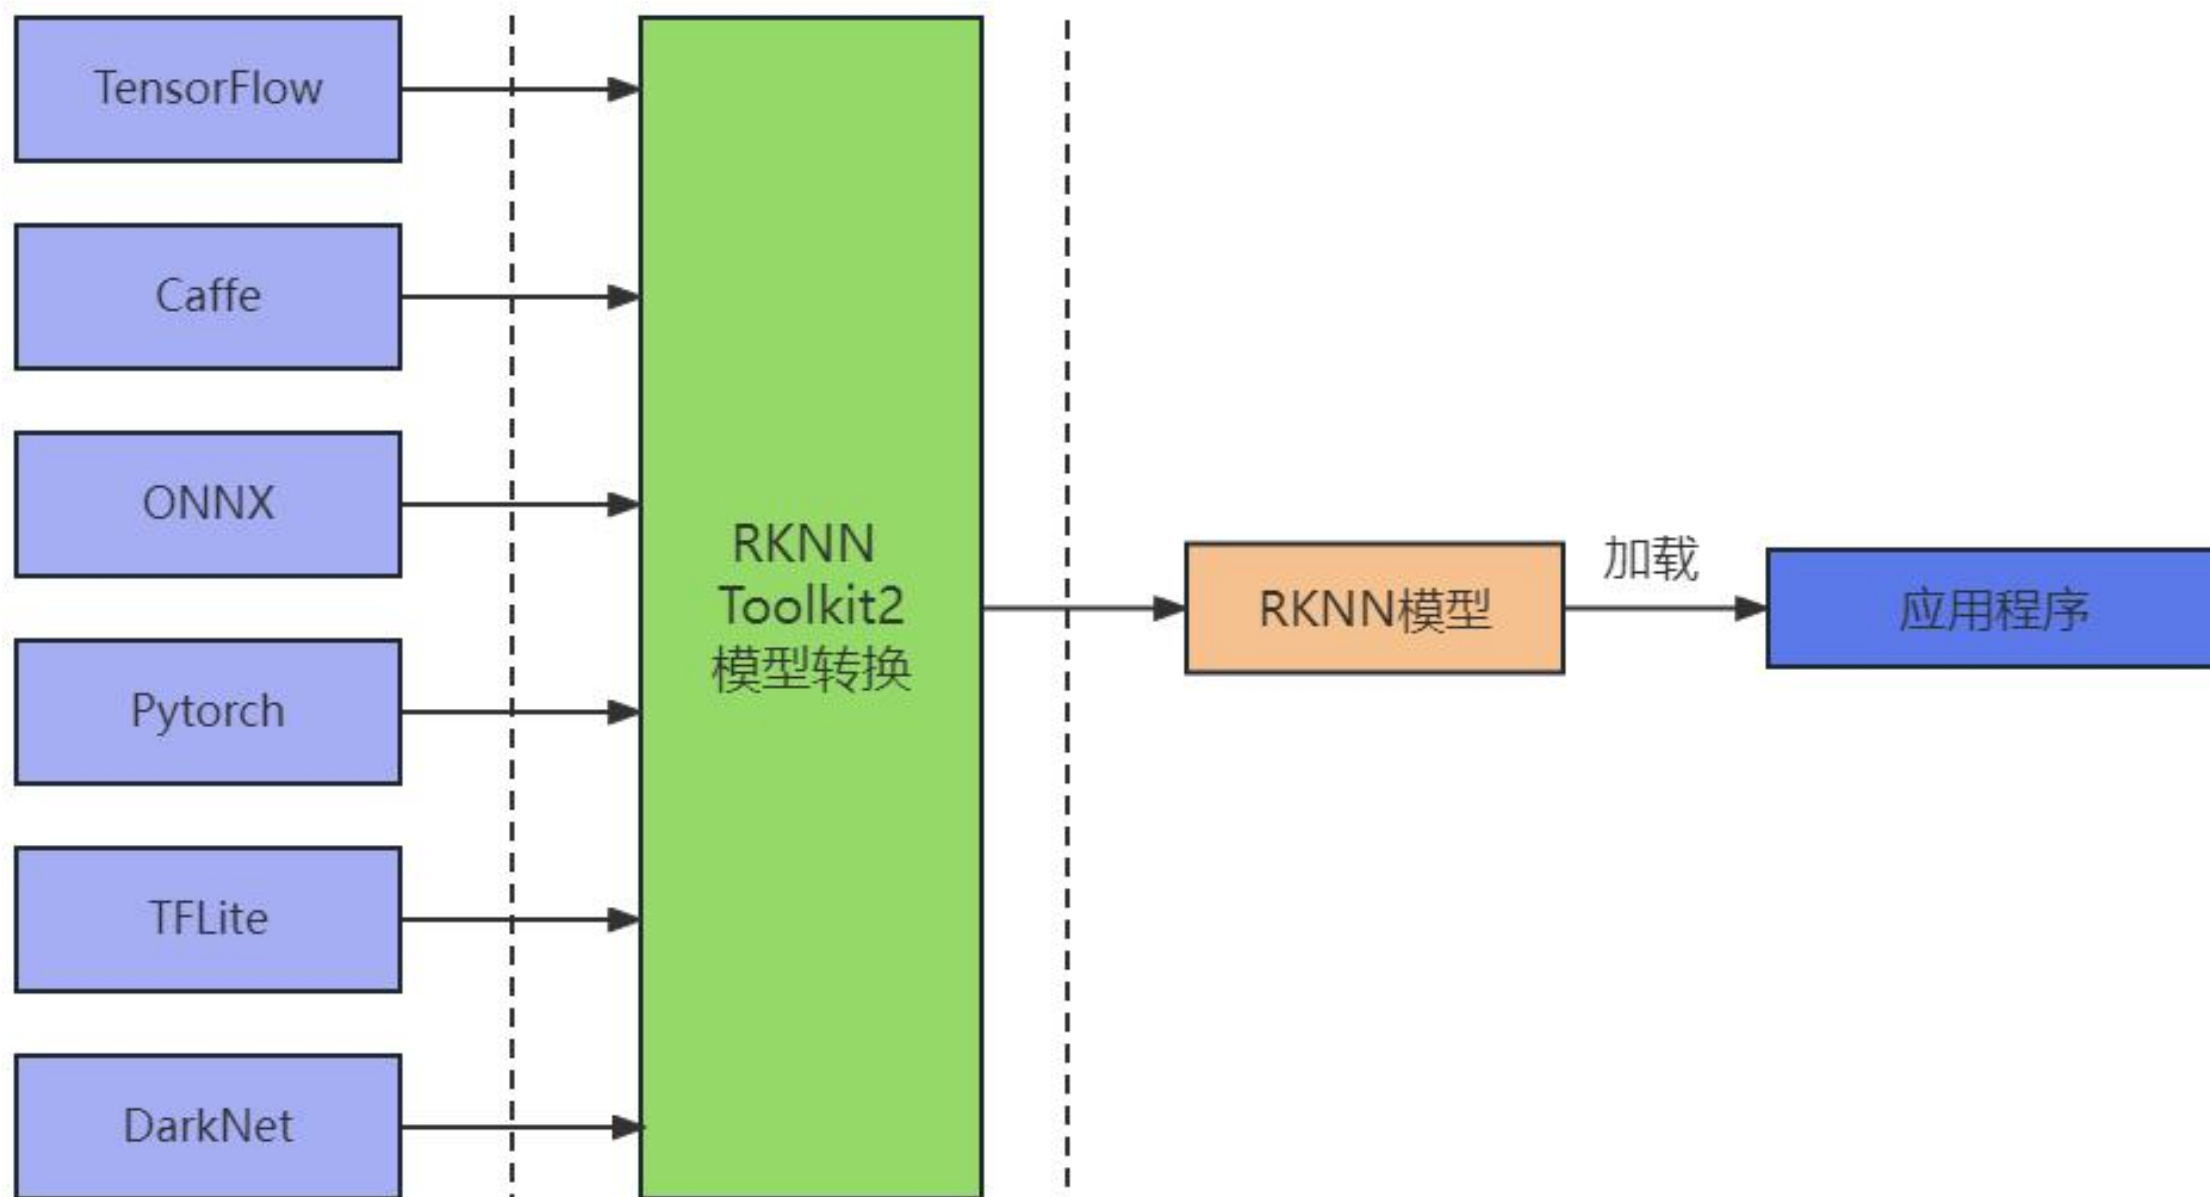 TensorFlow
Caffe
ONNX
Pytorch
TFLite
DarkNet
RKNN
Toolkit2
模型转换
RKNN模型
加载
应用程序